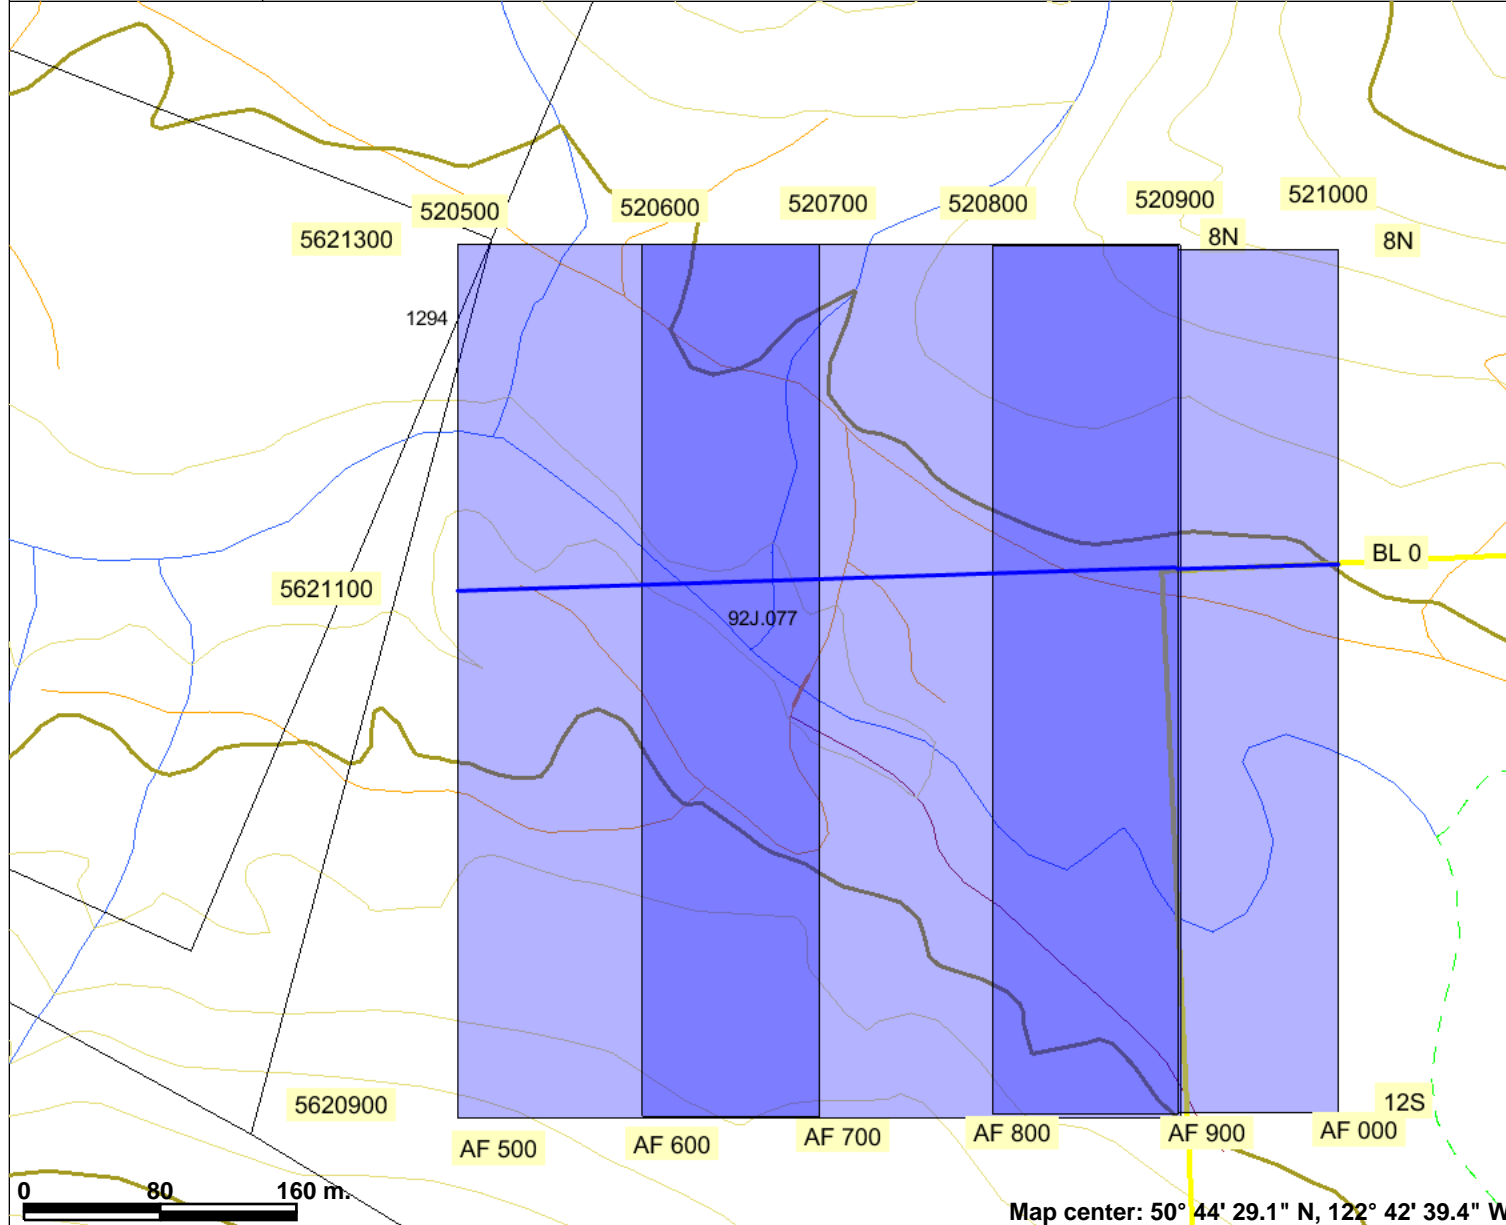 520500
520600
520700
520800
520900
521000
5621300
8N
8N
1294
BL 0
5621100
92J.077
5620900
12S
AF 500
AF 600
AF 700
AF 800
AF 900
AF 000
0 80 160 m.
Map center: 50° 44' 29.1" N, 122° 42' 39.4" W